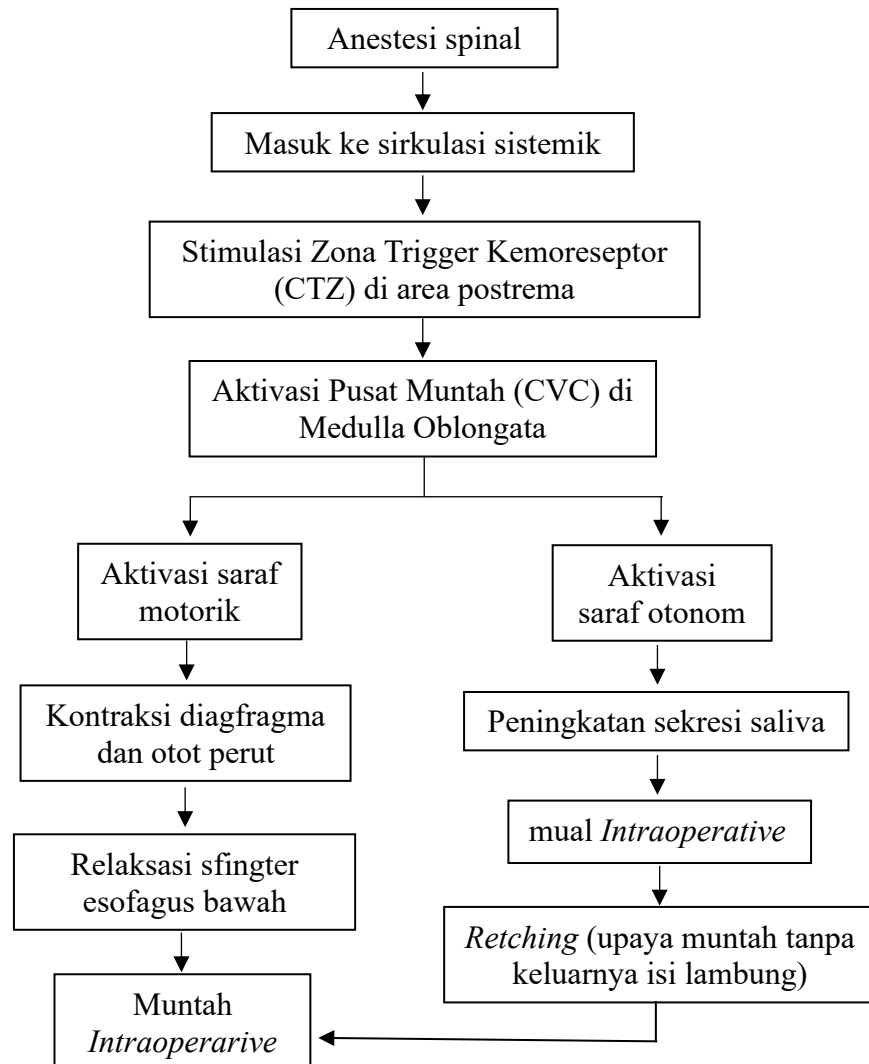 Anestesi spinal
Masuk ke sirkulasi sistemik
Stimulasi Zona Trigger Kemoreseptor
(CTZ) di area postrema
Aktivasi Pusat Muntah (CVC) di
Medulla Oblongata
Aktivasi saraf
motorik
Aktivasi
saraf otonom
Kontraksi diagfragma
dan otot perut
Peningkatan sekresi saliva
mual Intraoperative
Relaksasi sfingter
esofagus bawah
Retching (upaya muntah tanpa
keluarnya isi lambung)
Muntah
Intraoperarive